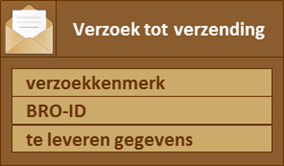 Verzoek tot verzending
verzoekkenmerk
BRO-ID
te leveren gegevens